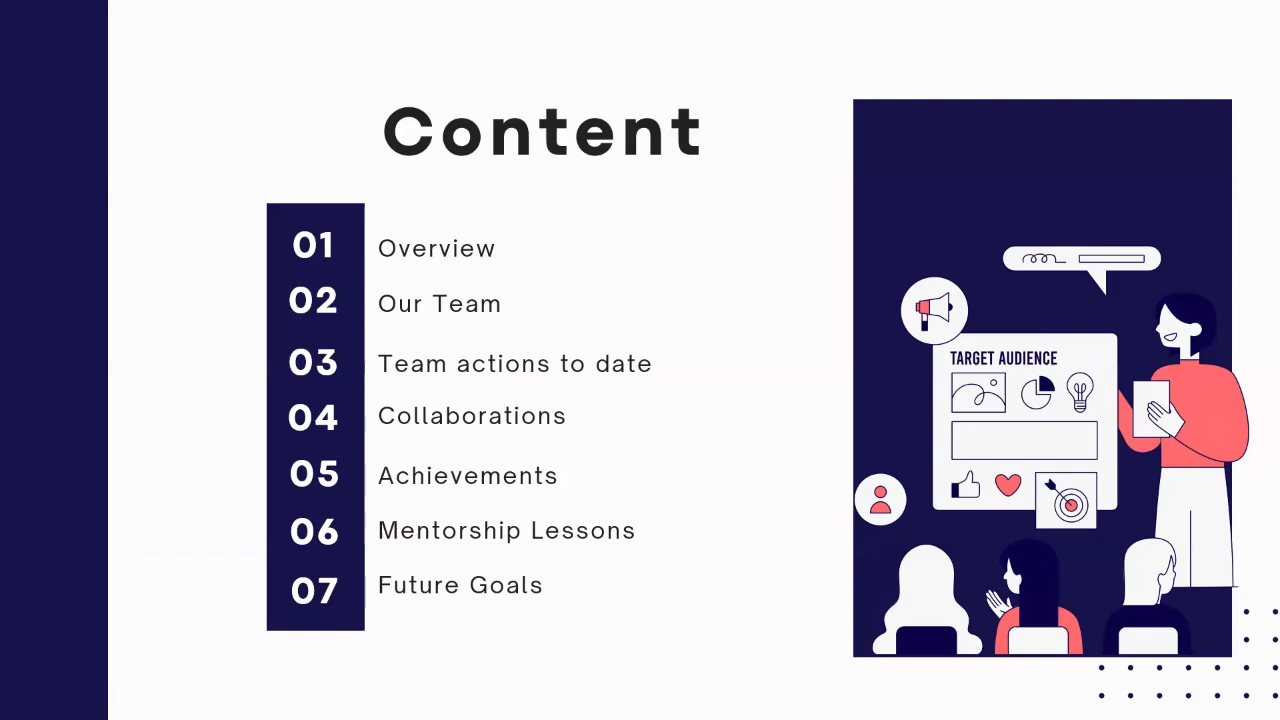 Content
01 Overview
02 Our Team
03 Team actions to date
04 Collaborations
05 Achievements
06 Mentorship Lessons
07 Future Goals
TARGET AUDIENCE